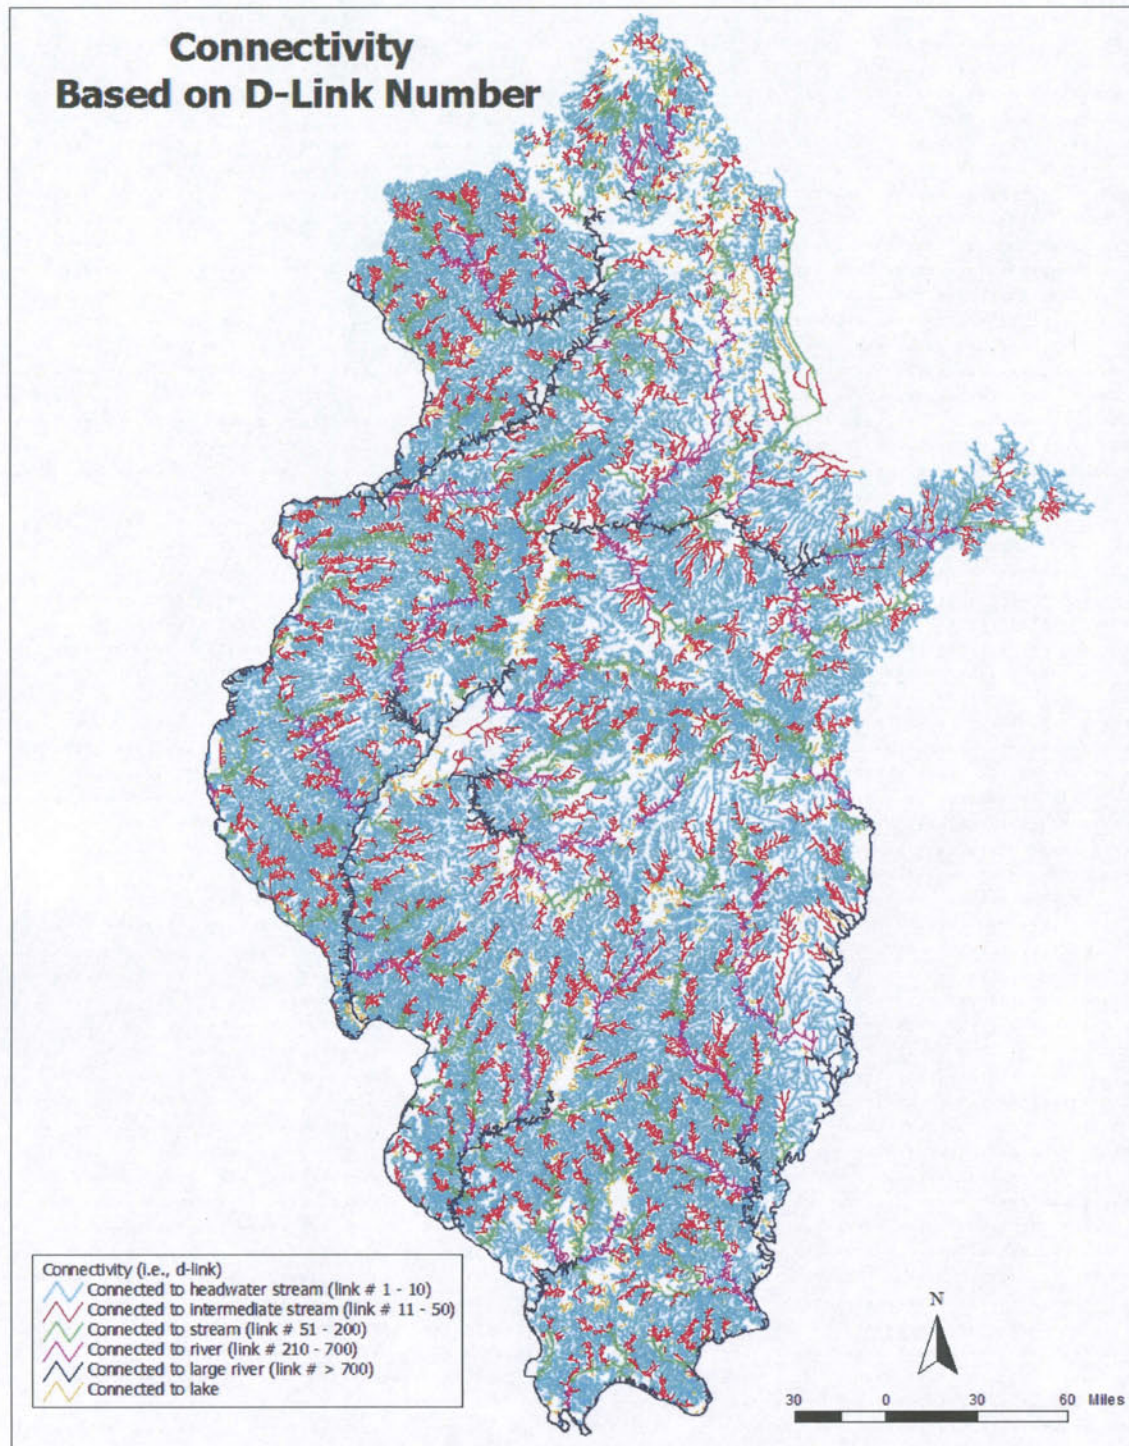 Connectivity
Based on D-Link Number
Connectivity (i.e., d-link)
Connected to headwater stream (link # 1 - 10)
Connected to intermediate stream (link # 11 - 50)
Connected to stream (link # 51 - 200)
Connected to river (link # 210 - 700)
Connected to large river (link # > 700)
Connected to lake
N
30 0 30 60 Miles